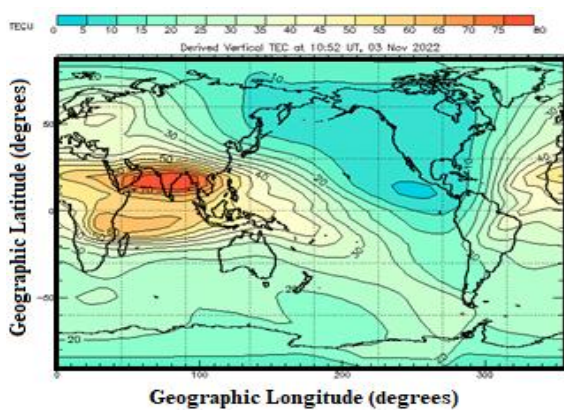 TECU
0 5 10 15 20 25 30 35 40 45 50 55 60 65 70 75 80
Derived Vertical TEC at 10:52 UT, 03 Nov 2022
Geographic Latitude (degrees)
50
0
-50
10
30
50
40
20
10
30
40
20
20
0 100 200 300
Geographic Longitude (degrees)